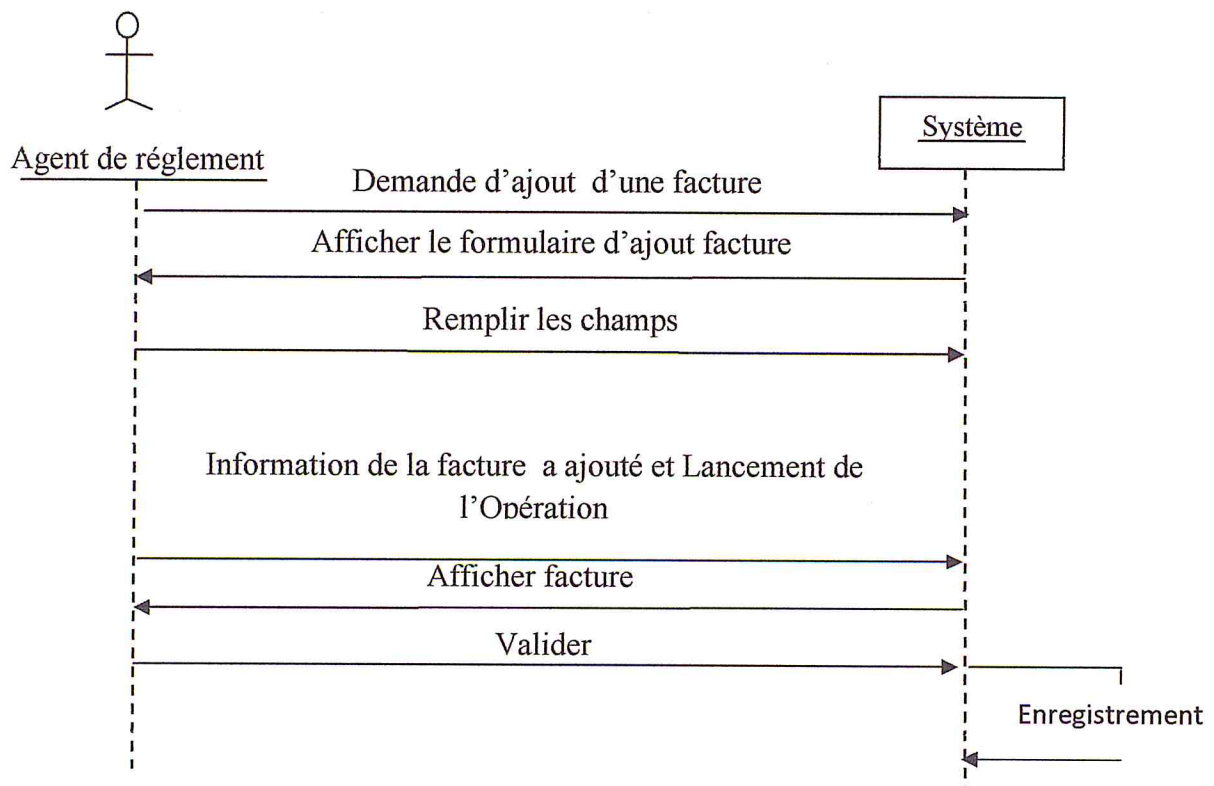 Système
Agent de réglement
Demande d'ajout d'une facture
Afficher le formulaire d'ajout facture
Remplir les champs
Information de la facture a ajouté et Lancement de
l'Opération
Afficher facture
Valider
Enregistrement